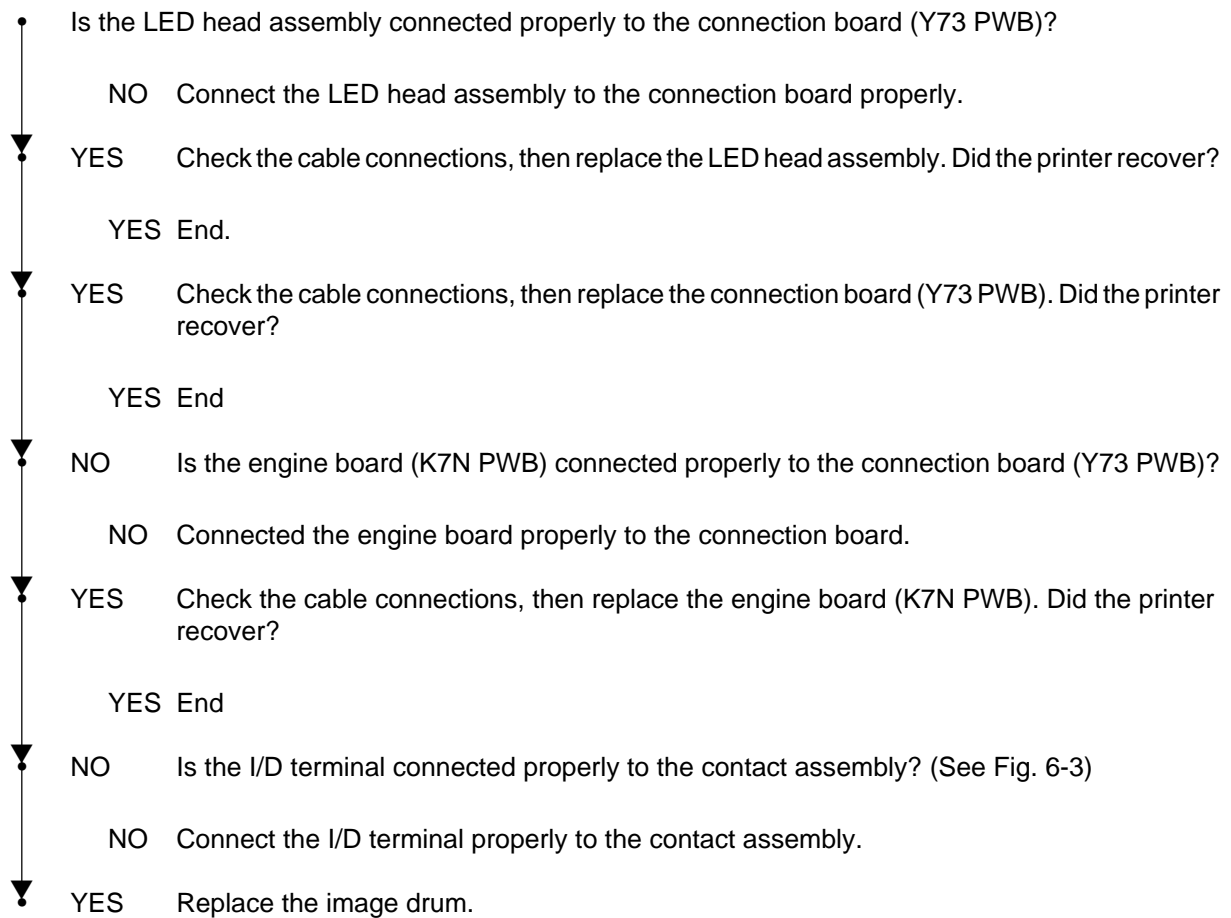 Is the LED head assembly connected properly to the connection board (Y73 PWB)?
NO Connect the LED head assembly to the connection board properly.
YES Check the cable connections, then replace the LED head assembly. Did the printer recover?
YES End.
YES Check the cable connections, then replace the connection board (Y73 PWB). Did the printer
recover?
YES End
NO Is the engine board (K7N PWB) connected properly to the connection board (Y73 PWB)?
NO Connected the engine board properly to the connection board.
YES Check the cable connections, then replace the engine board (K7N PWB). Did the printer
recover?
YES End
NO Is the I/D terminal connected properly to the contact assembly? (See Fig. 6-3)
NO Connect the I/D terminal properly to the contact assembly.
YES Replace the image drum.